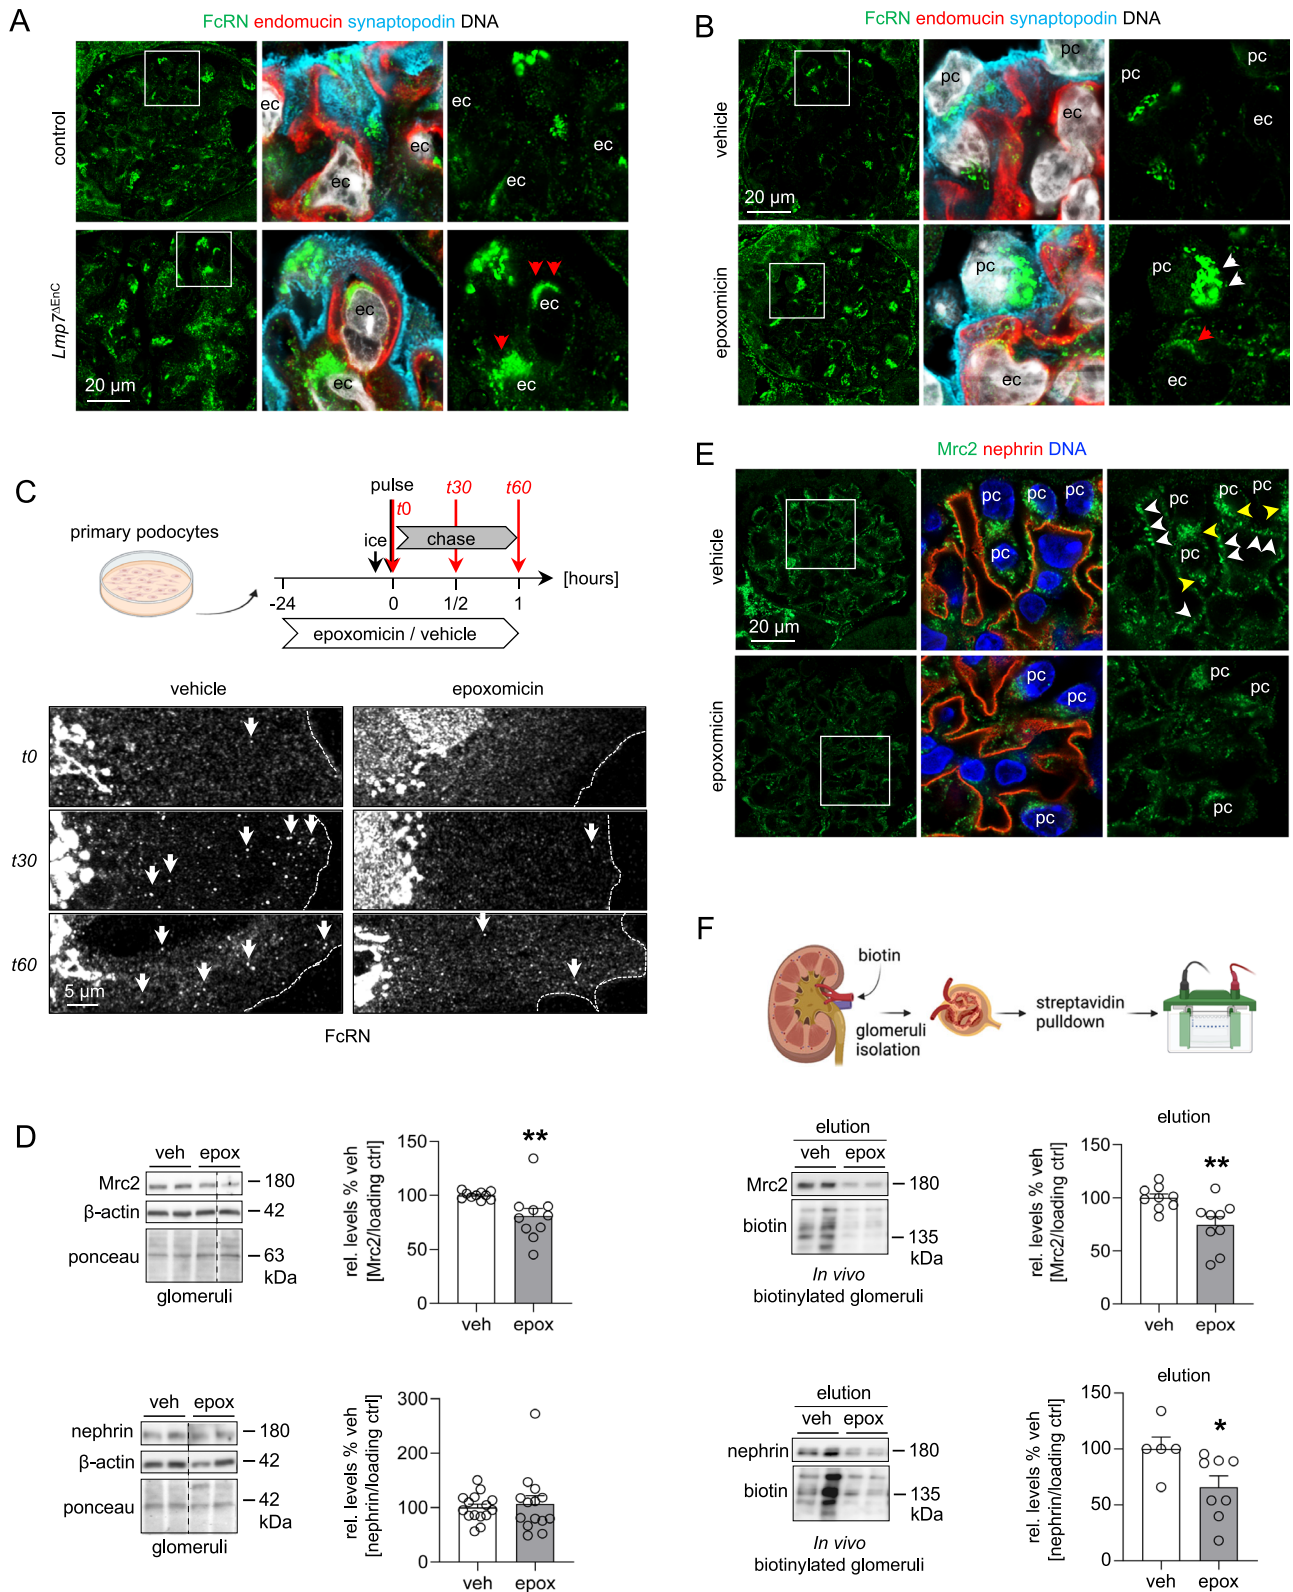 A
FcRN endomucin synaptopodin DNA
control
ec
ec
ec
ec
ec
ec
Lmp7ΔEnC
20 µm
ec
ec
ec
ec
B
FcRN endomucin synaptopodin DNA
vehicle
20 µm
pc
pc
ec
pc
pc
ec
epoxomicin
pc
ec
pc
ec
C
primary podocytes
pulse
t0
t30
t60
ice
chase
[hours]
-24
0
1/2
1
epoxomicin / vehicle
vehicle
epoxomicin
t0
t30
t60
5 µm
FcRN
E
Mrc2 nephrin DNA
vehicle
20 µm
pc
pc
pc
pc
pc
pc
pc
pc
epoxomicin
pc
pc
pc
pc
pc
pc
F
biotin
glomeruli
isolation
streptavidin
pulldown
D
veh epox
Mrc2
180
β-actin
42
ponceau
63
kDa
glomeruli
rel. levels % veh
[Mrc2/loading ctrl]
150
100
50
0
**
veh epox
veh epox
nephrin
180
β-actin
42
ponceau
42
kDa
glomeruli
rel. levels % veh
[nephrin/loading ctrl]
300
200
100
0
veh epox
elution
veh epox
Mrc2
180
biotin
135
kDa
In vivo
biotinylated glomeruli
elution
rel. levels % veh
[Mrc2/loading ctrl]
150
100
50
0
**
veh epox
elution
veh epox
nephrin
180
biotin
135
kDa
In vivo
biotinylated glomeruli
elution
rel. levels % veh
[nephrin/loading ctrl]
150
100
50
0
*
veh epox